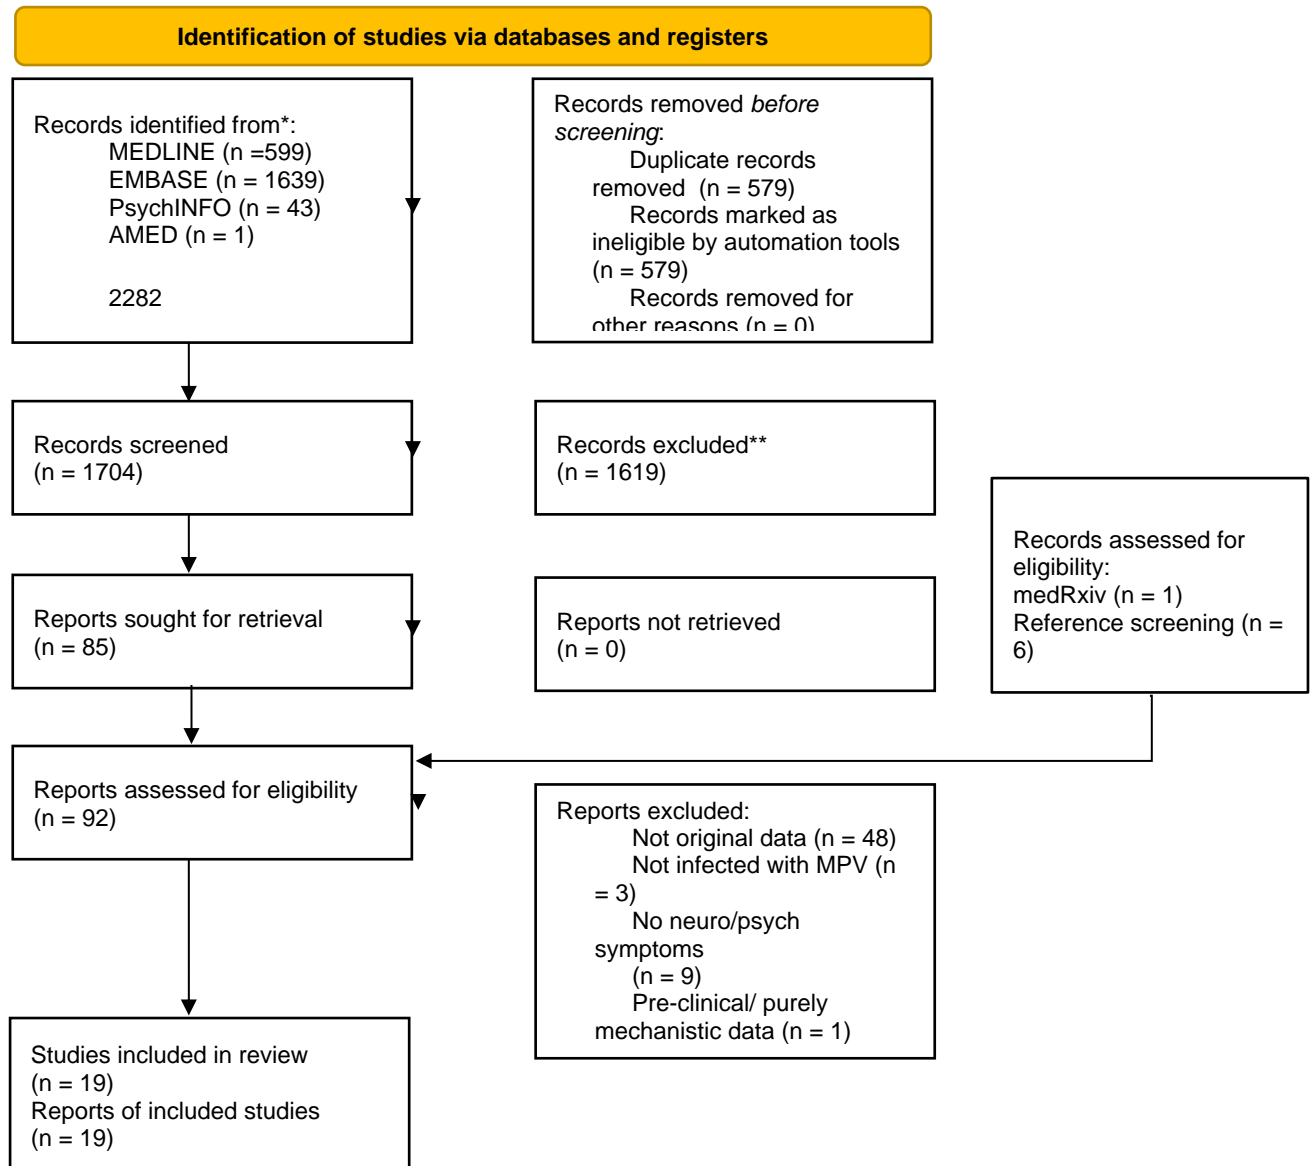 Identification of studies via databases and registers
Records identified from*:
MEDLINE (n =599)
EMBASE (n = 1639)
PsychINFO (n = 43)
AMED (n = 1)
2282
Records removed before
screening:
Duplicate records
removed (n = 579)
Records marked as
ineligible by automation tools
(n = 579)
Records removed for
other reasons (n = 0)
Records screened
(n = 1704)
Records excluded**
(n = 1619)
Records assessed for
eligibility:
medRxiv (n = 1)
Reference screening (n =
6)
Reports sought for retrieval
(n = 85)
Reports not retrieved
(n = 0)
Reports assessed for eligibility
(n = 92)
Reports excluded:
Not original data (n = 48)
Not infected with MPV (n
= 3)
No neuro/psych
symptoms
(n = 9)
Pre-clinical/ purely
mechanistic data (n = 1)
Studies included in review
(n = 19)
Reports of included studies
(n = 19)